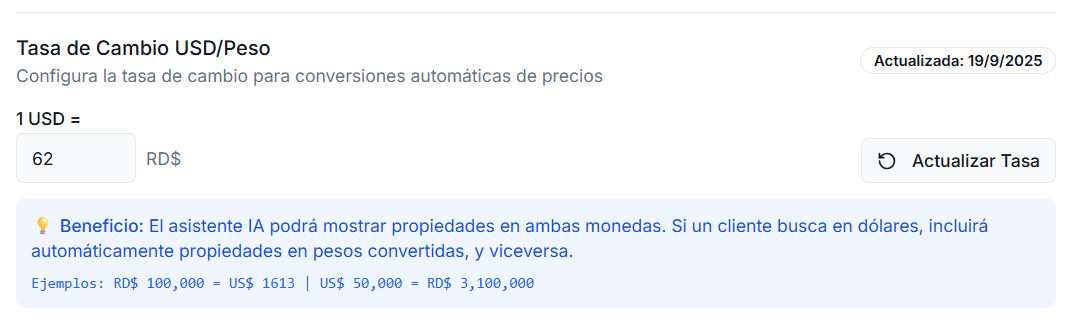 Tasa de Cambio USD/Peso
Configura la tasa de cambio para conversiones automáticas de precios
Actualizada: 19/9/2025
1 USD =
62
RD$
Actualizar Tasa
💡 Beneficio: El asistente IA podrá mostrar propiedades en ambas monedas. Si un cliente busca en dólares, incluirá
automáticamente propiedades en pesos convertidas, y viceversa.
Ejemplos: RD$ 100,000 = US$ 1613 | US$ 50,000 = RD$ 3,100,000